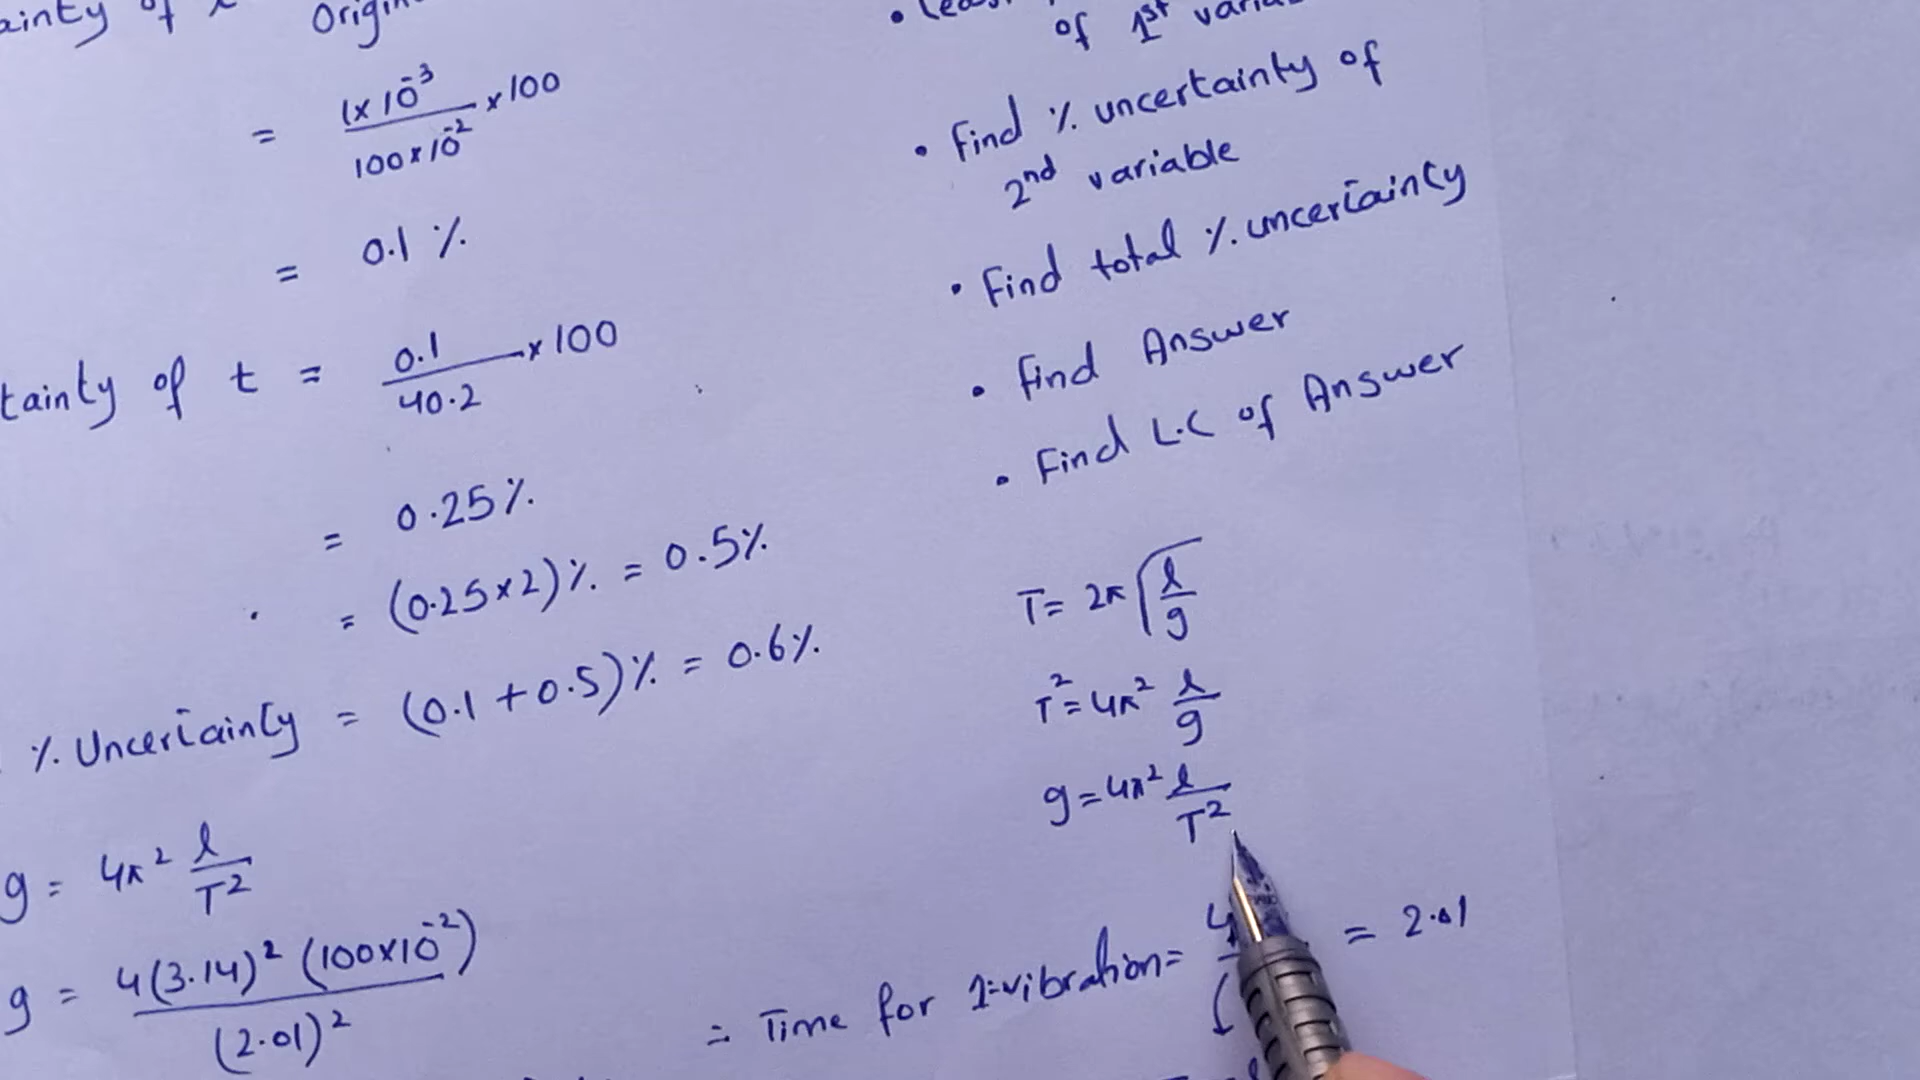 of
= 1×10⁻³/100×10⁻² ×100
= 0.1 %
tainty of t = 0.1/40.2 ×100
= 0.25%
= (0.25×2)% = 0.5%
% Uncertainty = (0.1 + 0.5)% = 0.6%
g = 4π² l/T²
g = 4(3.14)² (100×10⁻²)/(2.01)²
of 1st
• Find % uncertainty of
2nd variable
• Find total % uncertainty
• Find Answer
• Find L.C of Answer
T = 2π√(l/g)
T² = 4π² l/g
g = 4π² l/T²
= Time for 1=vibration = = 2.01